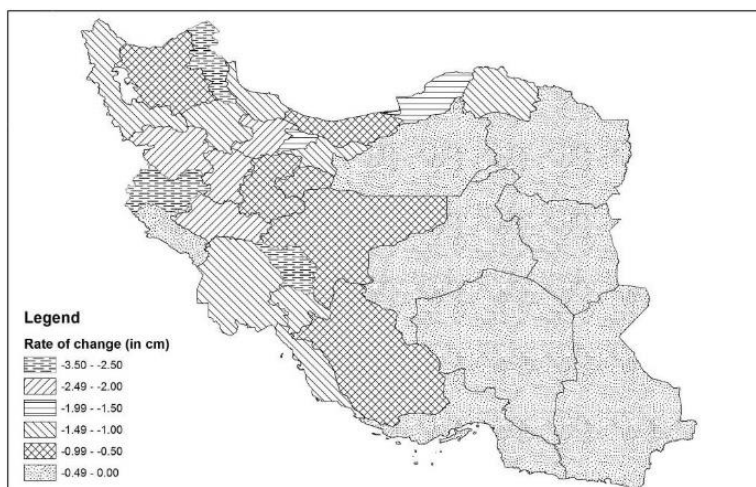 Legend
Rate of change (in cm)
-3.50 - -2.50
-2.49 - -2.00
-1.99 - -1.50
-1.49 - -1.00
-0.99 - -0.50
-0.49 - 0.00